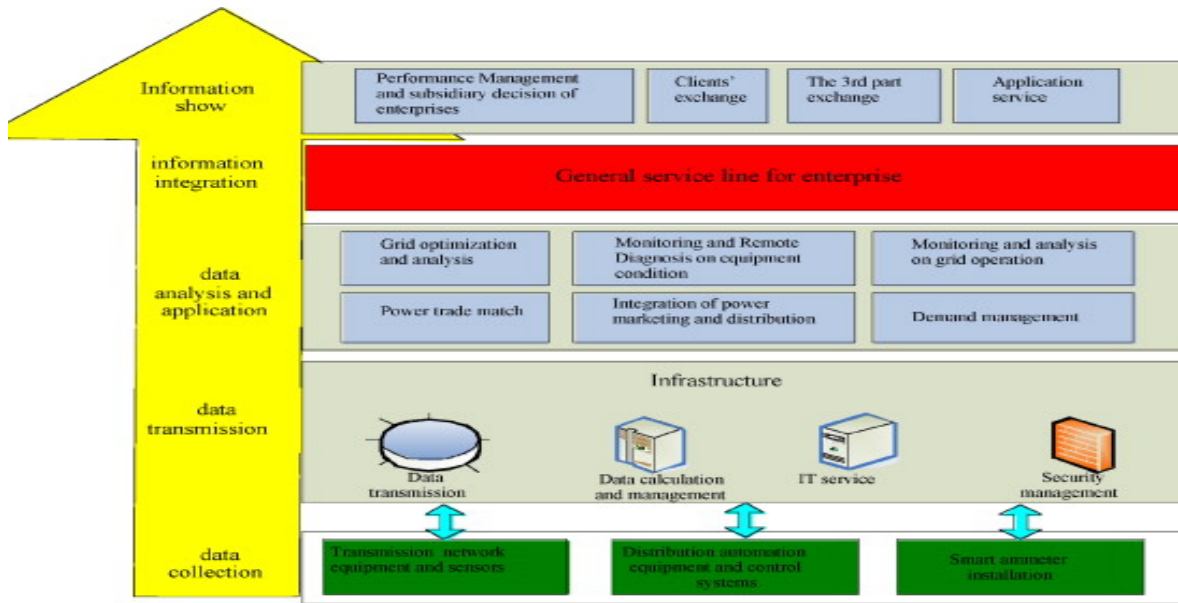 Information
show
Performance Management
and subsidiary decision of
enterprises
Clients'
exchange
The 3rd part
exchange
Application
service
information
integration
General service line for enterprise
data
analysis and
application
Grid optimization
and analysis
Monitoring and Remote
Diagnosis on equipment
condition
Monitoring and analysis
on grid operation
Power trade match
Integration of power
marketing and distribution
Demand management
data
transmission
Infrastructure
Data
transmission
Data calculation
and management
IT service
Security
management
data
collection
Transmission network
equipment and sensors
Distribution automation
equipment and control
systems
Smart ammeter
installation